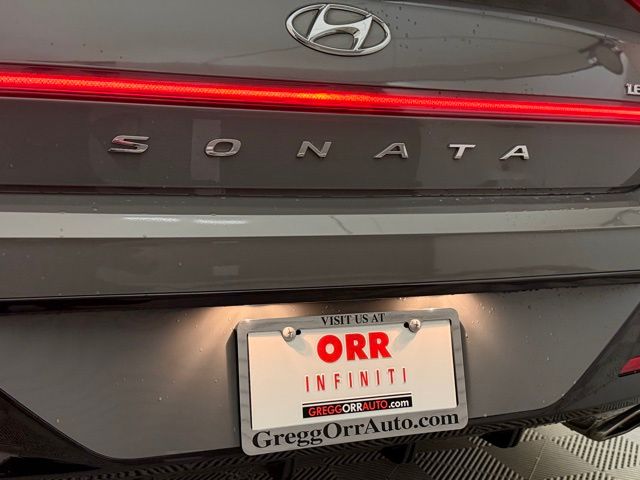 SONATA
VISIT US AT
ORR
INFINITI
GREGGORRAUTO.com
GreggOrrAuto.com